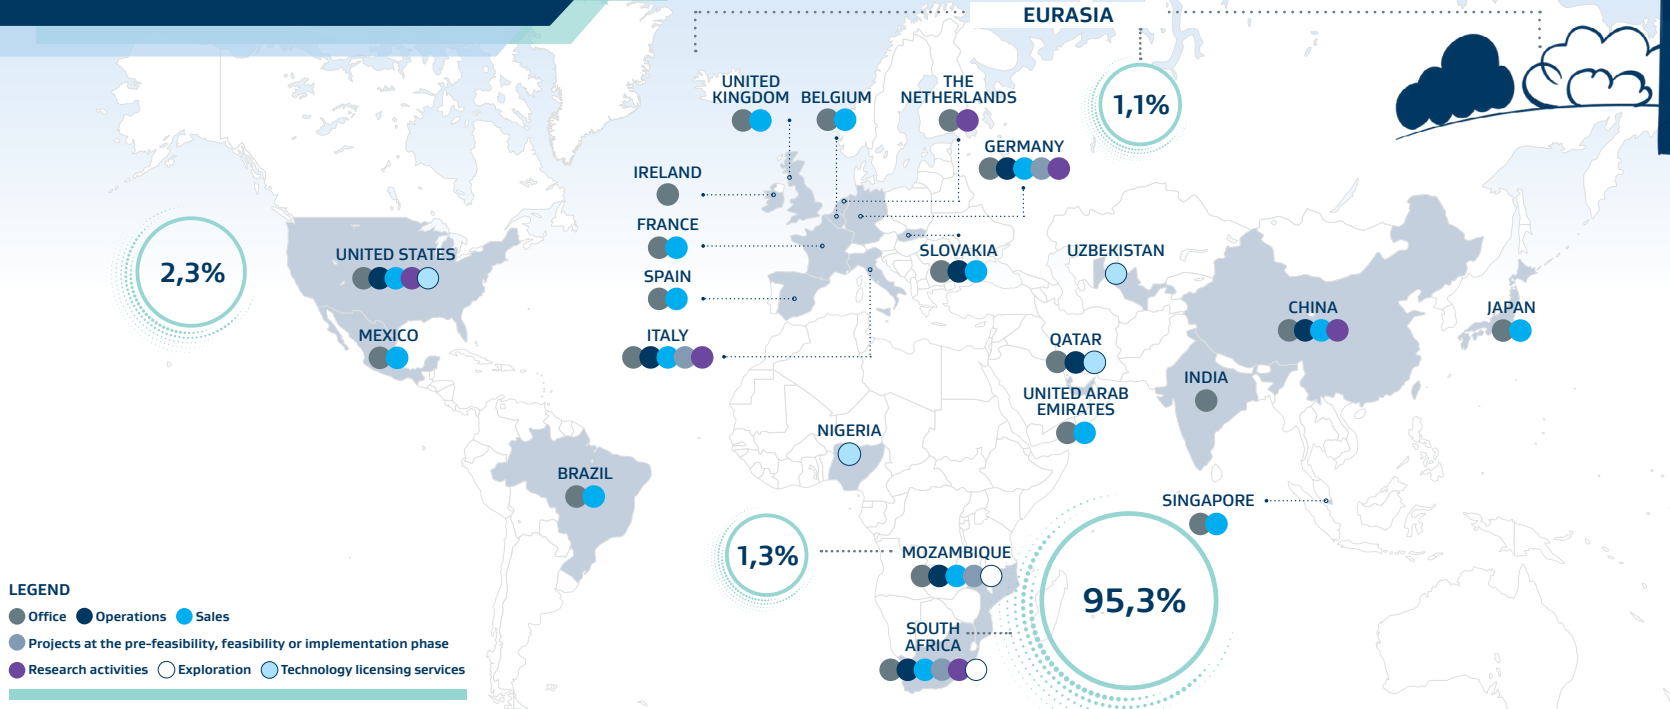 EURASIA
1,1%
UNITED
KINGDOM
BELGIUM
THE
NETHERLANDS
GERMANY
IRELAND
FRANCE
SPAIN
ITALY
SLOVAKIA
UZBEKISTAN
2,3%
UNITED STATES
MEXICO
CHINA
JAPAN
QATAR
INDIA
UNITED ARAB
EMIRATES
NIGERIA
BRAZIL
SINGAPORE
1,3%
MOZAMBIQUE
95,3%
SOUTH
AFRICA
LEGEND
Office Operations Sales
Projects at the pre-feasibility, feasibility or implementation phase
Research activities Exploration Technology licensing services